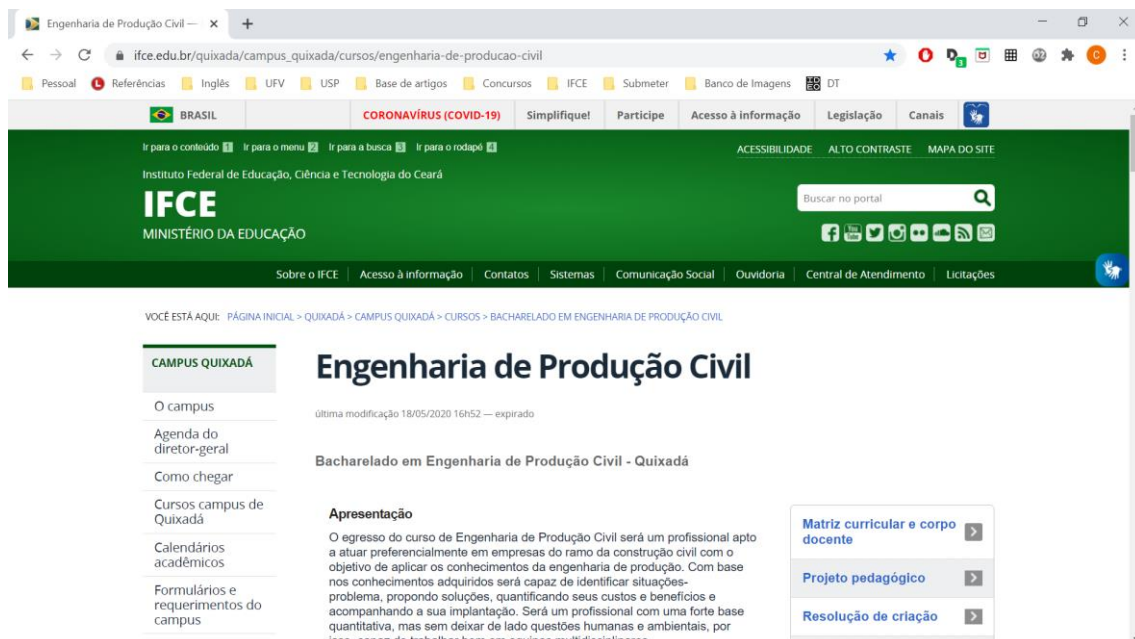 Engenharia de Produção Civil —
ifce.edu.br/quixada/campus_quixada/cursos/engenharia-de-producao-civil
Pessoal Referências Inglês UFV USP Base de artigos Concursos IFCE Submeter Banco de Imagens DT
BRASIL CORONAVÍRUS (COVID-19) Simplifique! Participe Acesso à informação Legislação Canais
Ir para o conteúdo 1 Ir para o menu 2 Ir para a busca 3 Ir para o rodapé 4 ACESSIBILIDADE ALTO CONTRASTE MAPA DO SITE
Instituto Federal de Educação, Ciência e Tecnologia do Ceará
IFCE
Buscar no portal
MINISTÉRIO DA EDUCAÇÃO
Sobre o IFCE Acesso à informação Contatos Sistemas Comunicação Social Ouvidoria Central de Atendimento Licitações
VOCÊ ESTÁ AQUI: PÁGINA INICIAL > QUIXADÁ > CAMPUS QUIXADÁ > CURSOS > BACHARELADO EM ENGENHARIA DE PRODUÇÃO CIVIL
CAMPUS QUIXADÁ
O campus
Agenda do
diretor-geral
Como chegar
Cursos campus de
Quixadá
Calendários
acadêmicos
Formulários e
requerimentos do
campus
Engenharia de Produção Civil
última modificação 18/05/2020 16h52 — expirado
Bacharelado em Engenharia de Produção Civil - Quixadá
Apresentação
O egresso do curso de Engenharia de Produção Civil será um profissional apto
a atuar preferencialmente em empresas do ramo da construção civil com o
objetivo de aplicar os conhecimentos da engenharia de produção. Com base
nos conhecimentos adquiridos será capaz de identificar situações-
problema, propondo soluções, quantificando seus custos e benefícios e
acompanhando a sua implantação. Será um profissional com uma forte base
quantitativa, mas sem deixar de lado questões humanas e ambientais, por
Matriz curricular e corpo
docente
Projeto pedagógico
Resolução de criação